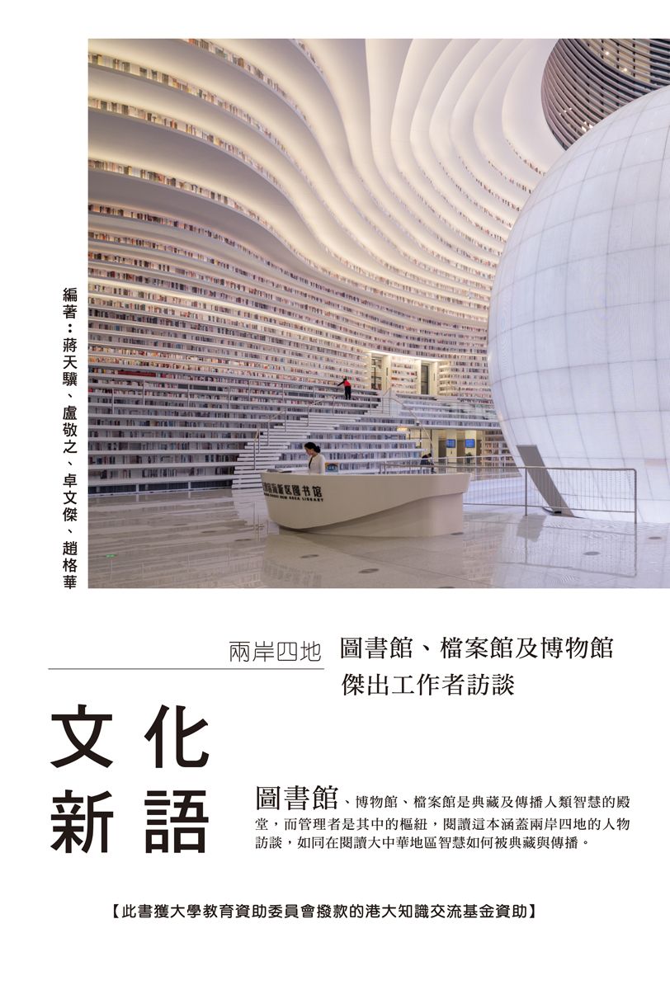 編著：蔣天驥、盧敬之、卓文傑、趙格華
区图书馆
NEW AREA LIBRARY
兩岸四地
圖書館、檔案館及博物館
傑出工作者訪談
文化
新語
圖書館、博物館、檔案館是典藏及傳播人類智慧的殿
堂，而管理者是其中的樞紐，閱讀這本涵蓋兩岸四地的人物
訪談，如同在閱讀大中華地區智慧如何被典藏與傳播。
【此書獲大學教育資助委員會撥款的港大知識交流基金資助】